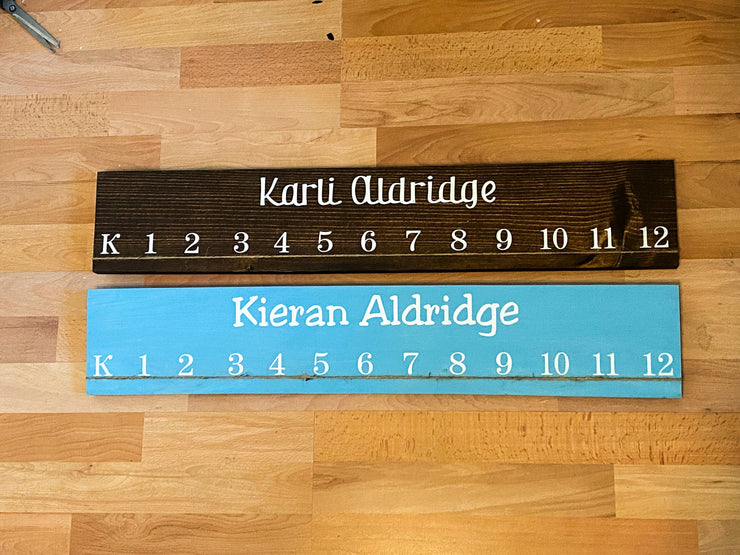 Karli Aldridge
K 1 2 3 4 5 6 7 8 9 10 11 12
Kieran Aldridge
K 1 2 3 4 5 6 7 8 9 10 11 12